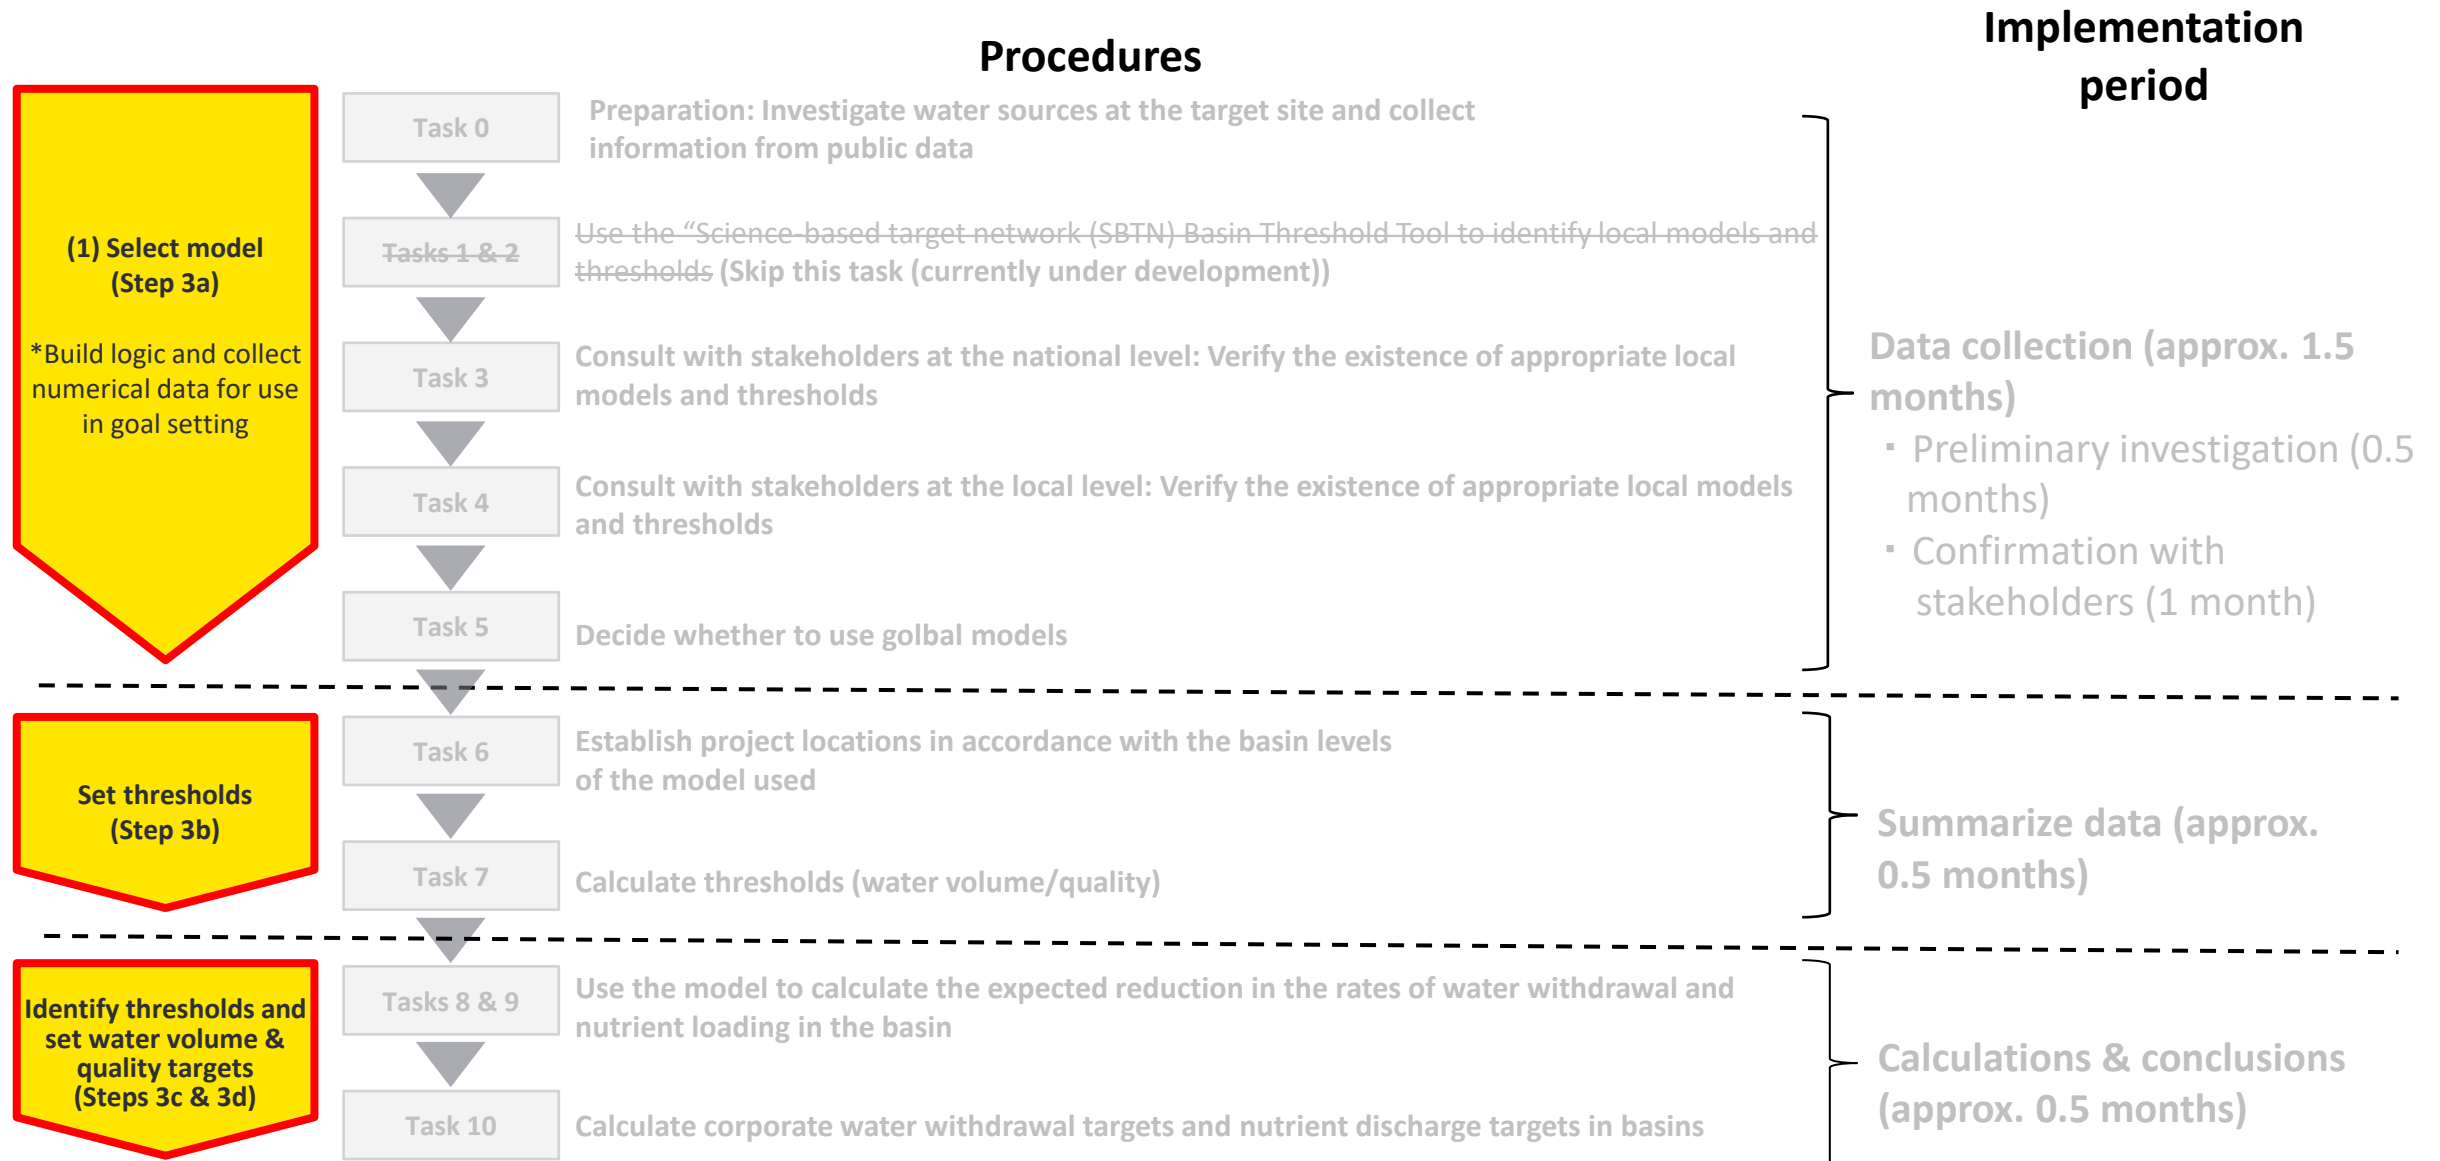 Procedures
Implementation
period
(1) Select model
(Step 3a)
*Build logic and collect
numerical data for use
in goal setting
Task 0
Preparation: Investigate water sources at the target site and collect
information from public data
Tasks 1 & 2
Use the “Science-based target network (SBTN) Basin Threshold Tool to identify local models and
thresholds (Skip this task (currently under development))
Task 3
Consult with stakeholders at the national level: Verify the existence of appropriate local
models and thresholds
Task 4
Consult with stakeholders at the local level: Verify the existence of appropriate local models
and thresholds
Task 5
Decide whether to use golbal models
Data collection (approx. 1.5
months)
・Preliminary investigation (0.5
months)
・Confirmation with
stakeholders (1 month)
Set thresholds
(Step 3b)
Task 6
Establish project locations in accordance with the basin levels
of the model used
Task 7
Calculate thresholds (water volume/quality)
Summarize data (approx.
0.5 months)
Identify thresholds and
set water volume &
quality targets
(Steps 3c & 3d)
Tasks 8 & 9
Use the model to calculate the expected reduction in the rates of water withdrawal and
nutrient loading in the basin
Task 10
Calculate corporate water withdrawal targets and nutrient discharge targets in basins
Calculations & conclusions
(approx. 0.5 months)